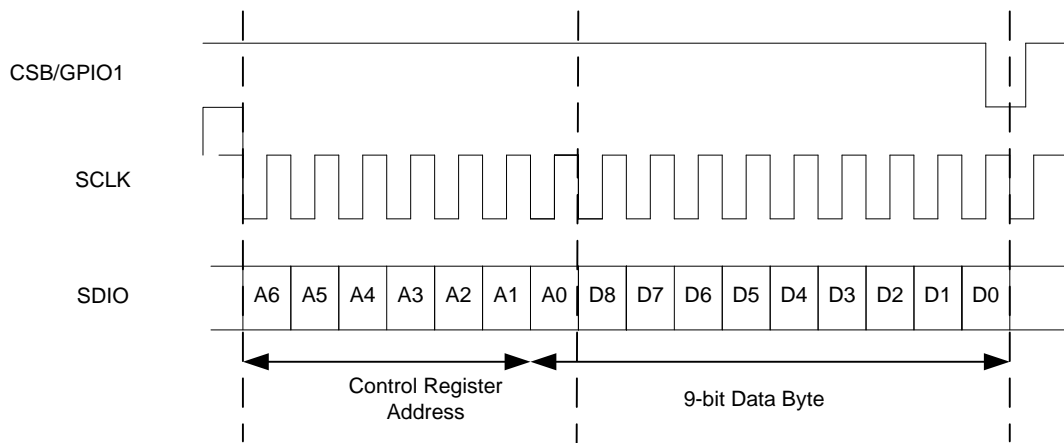 CSB/GPIO1
SCLK
SDIO
A6 A5 A4 A3 A2 A1 A0 D8 D7 D6 D5 D4 D3 D2 D1 D0
Control Register
Address
9-bit Data Byte